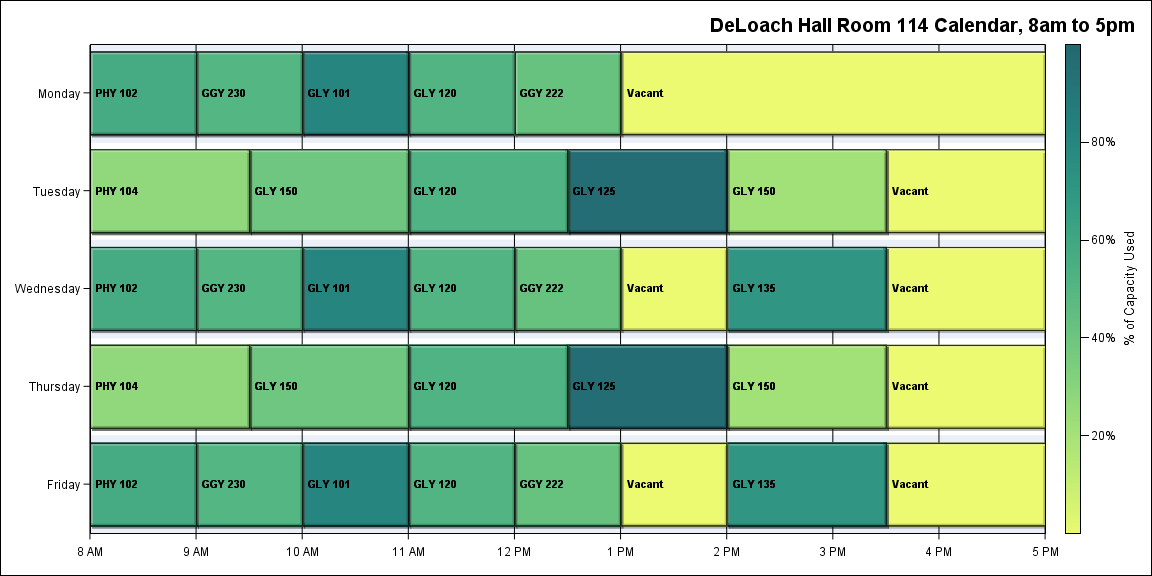 DeLoach Hall Room 114 Calendar, 8am to 5pm
Monday
PHY 102
GGY 230
GLY 101
GLY 120
GGY 222
Vacant
Tuesday
PHY 104
GLY 150
GLY 120
GLY 125
GLY 150
Vacant
Wednesday
PHY 102
GGY 230
GLY 101
GLY 120
GGY 222
Vacant
GLY 135
Vacant
Thursday
PHY 104
GLY 150
GLY 120
GLY 125
GLY 150
Vacant
Friday
PHY 102
GGY 230
GLY 101
GLY 120
GGY 222
Vacant
GLY 135
Vacant
8 AM
9 AM
10 AM
11 AM
12 PM
1 PM
2 PM
3 PM
4 PM
5 PM
80%
60%
40%
20%
% of Capacity Used